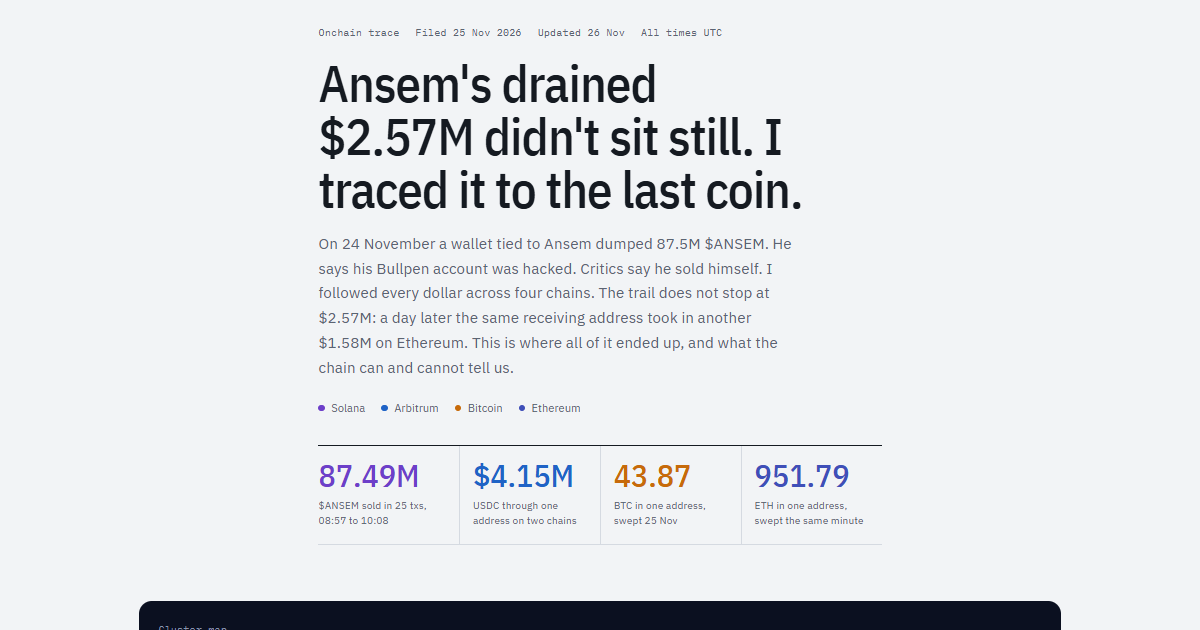 Onchain trace Filed 25 Nov 2026 Updated 26 Nov All times UTC
Ansem's drained
$2.57M didn't sit still. I
traced it to the last coin.
On 24 November a wallet tied to Ansem dumped 87.5M $ANSEM. He
says his Bullpen account was hacked. Critics say he sold himself. I
followed every dollar across four chains. The trail does not stop at
$2.57M: a day later the same receiving address took in another
$1.58M on Ethereum. This is where all of it ended up, and what the
chain can and cannot tell us.
Solana Arbitrum Bitcoin Ethereum
87.49M
$ANSEM sold in 25 txs,
08:57 to 10:08
$4.15M
USDC through one
address on two chains
43.87
BTC in one address,
swept 25 Nov
951.79
ETH in one address,
swept the same minute
Cluster map